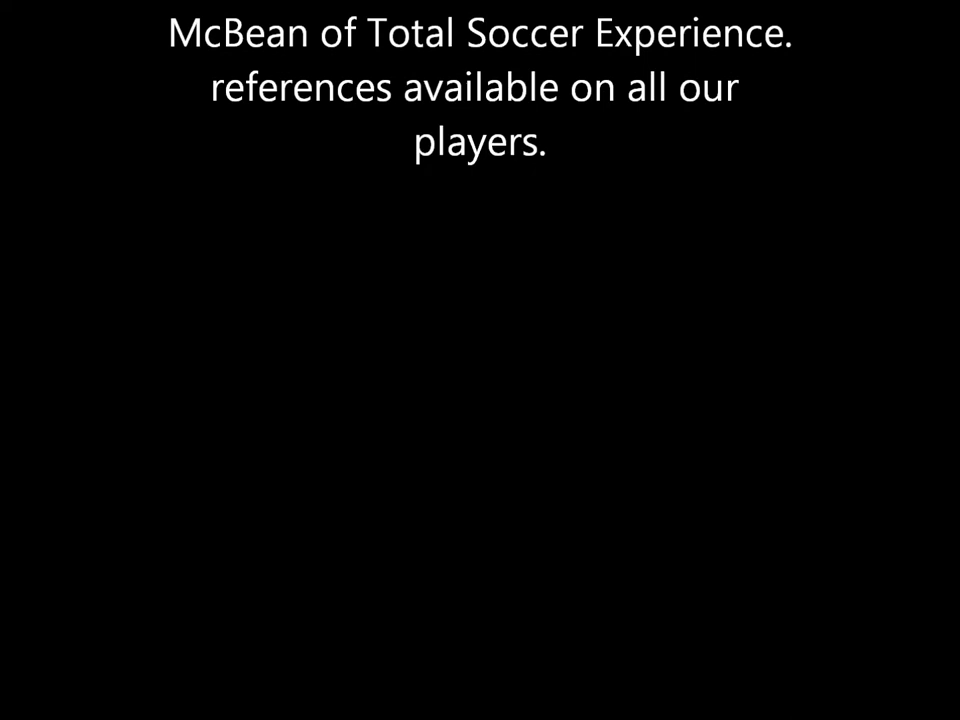 McBean of Total Soccer Experience.
references available on all our
players.